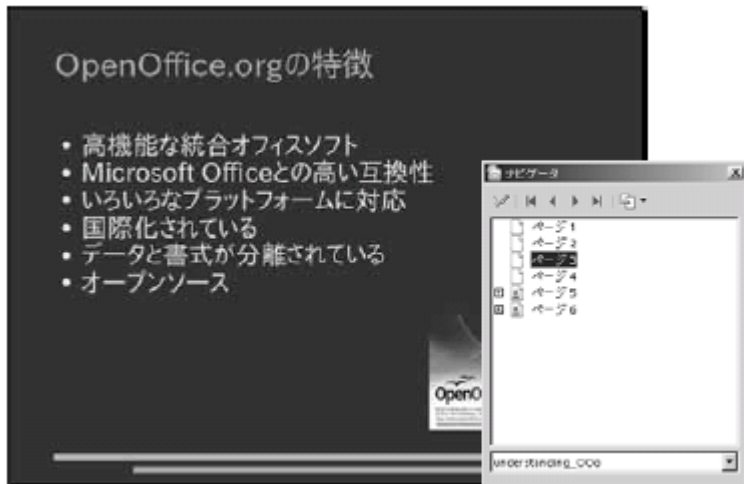 OpenOffice.orgの特徴
• 高機能な統合オフィスソフト
• Microsoft Officeとの高い互換性
• いろいろなプラットフォームに対応
• 国際化されている
• データと書式が分離されている
• オープンソース
OpenO
ナビゲータ
ページ1
ページ2
ページ3
ページ4
ページ5
ページ6
understanding_OOo